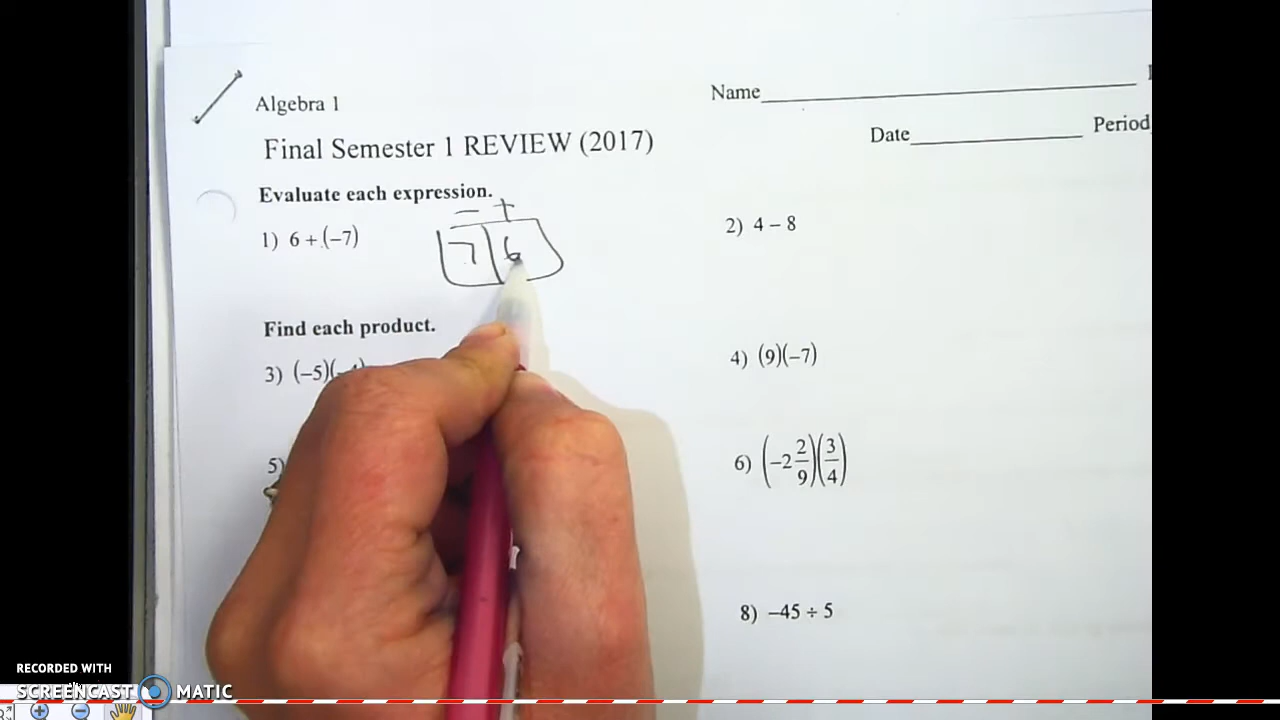 Algebra 1
Name
Date
Period
Final Semester 1 REVIEW (2017)
Evaluate each expression.
1) 6 + (−7)
− +
7 6
2) 4 − 8
Find each product.
3) (−5)(−4)
4) (9)(−7)
5)
6) (−2 2/9)(3/4)
8) −45 ÷ 5
RECORDED WITH
SCREENCAST MATIC